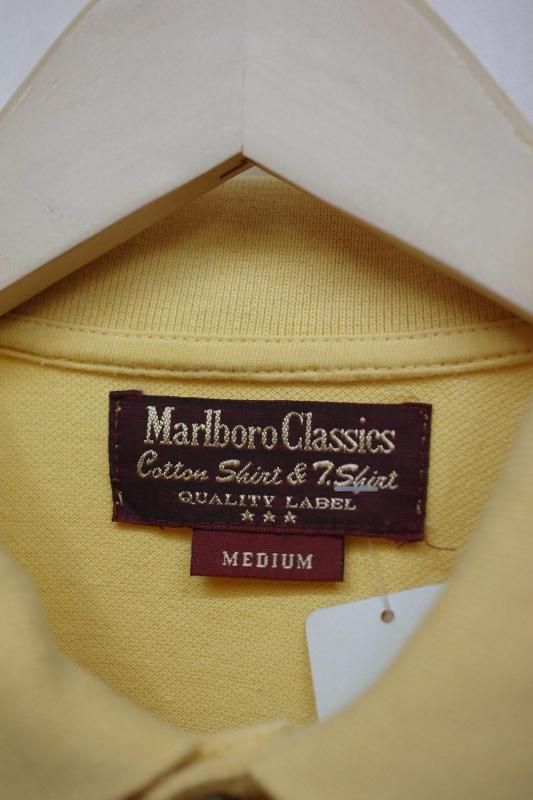 Marlboro Classics
Cotton Shirt & T.Shirt
QUALITY LABEL
★★★
MEDIUM